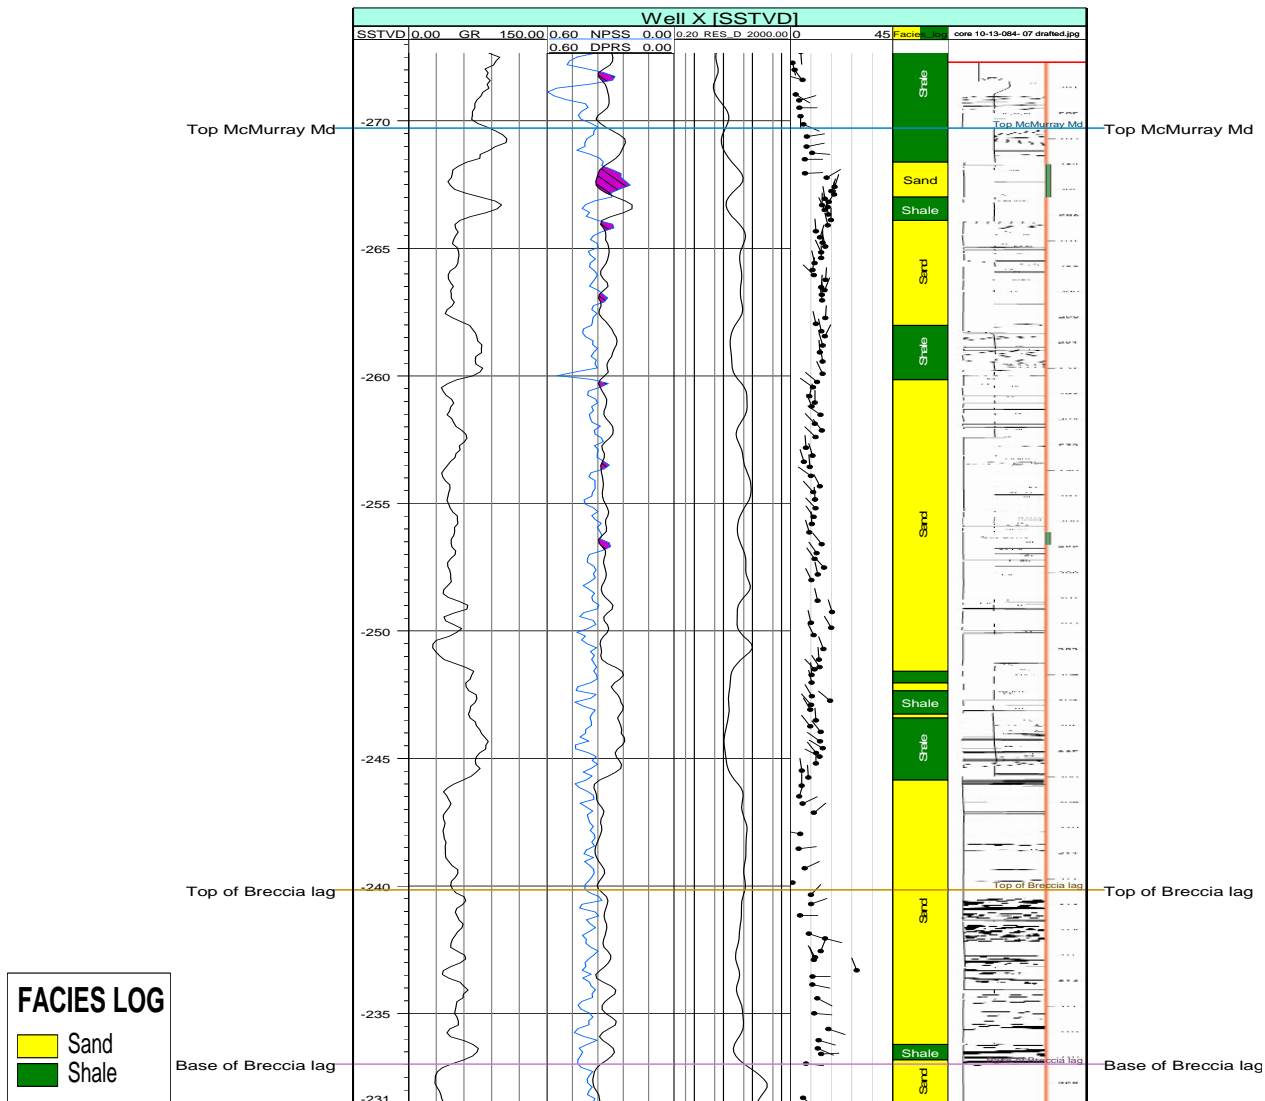 Well X [SSTVD]
SSTVD 0.00 GR 150.00 0.60 NPSS 0.00 0.20 RES_D 2000.00 0 45 Facies_log core 10-13-084- 07 drafted.jpg
0.60 DPRS 0.00
Shale
-270
Top McMurray Md Top McMurray Md Top McMurray Md
Sand
Shale
-265
Sand
Shale
-260
Sand
-255
-250
Shale
Shale
-245
-240
Top of Breccia lag Top of Breccia lag Top of Breccia lag
Sand
-235
Shale
Base of Breccia lag Base of Breccia lag Base of Breccia lag
Sand
-231
FACIES LOG
Sand
Shale